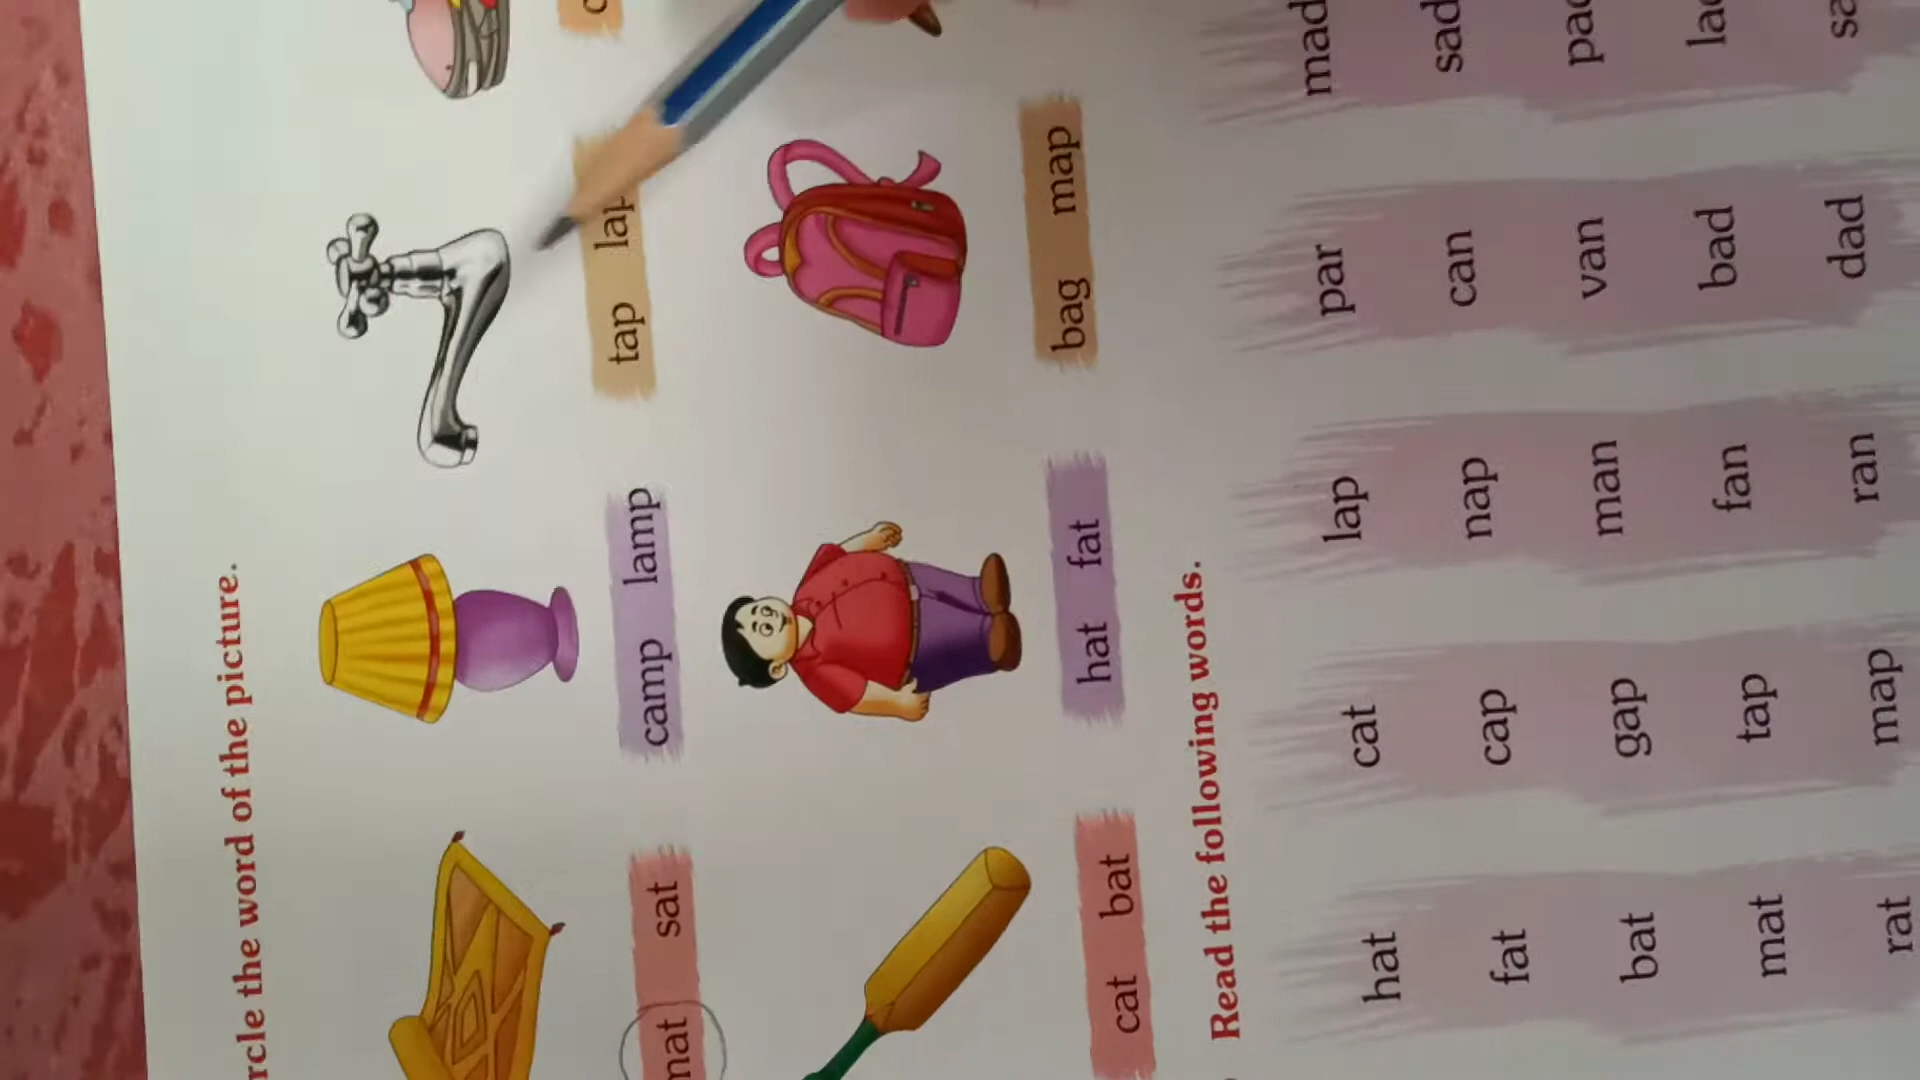 rcle the word of the picture.
mat sat camp lamp tap lap
cat bat hat fat bag map
Read the following words.
hat cat lap par mad
fat cap nap can sad
bat gap man van
mat tap fan bad
rat map ran dad